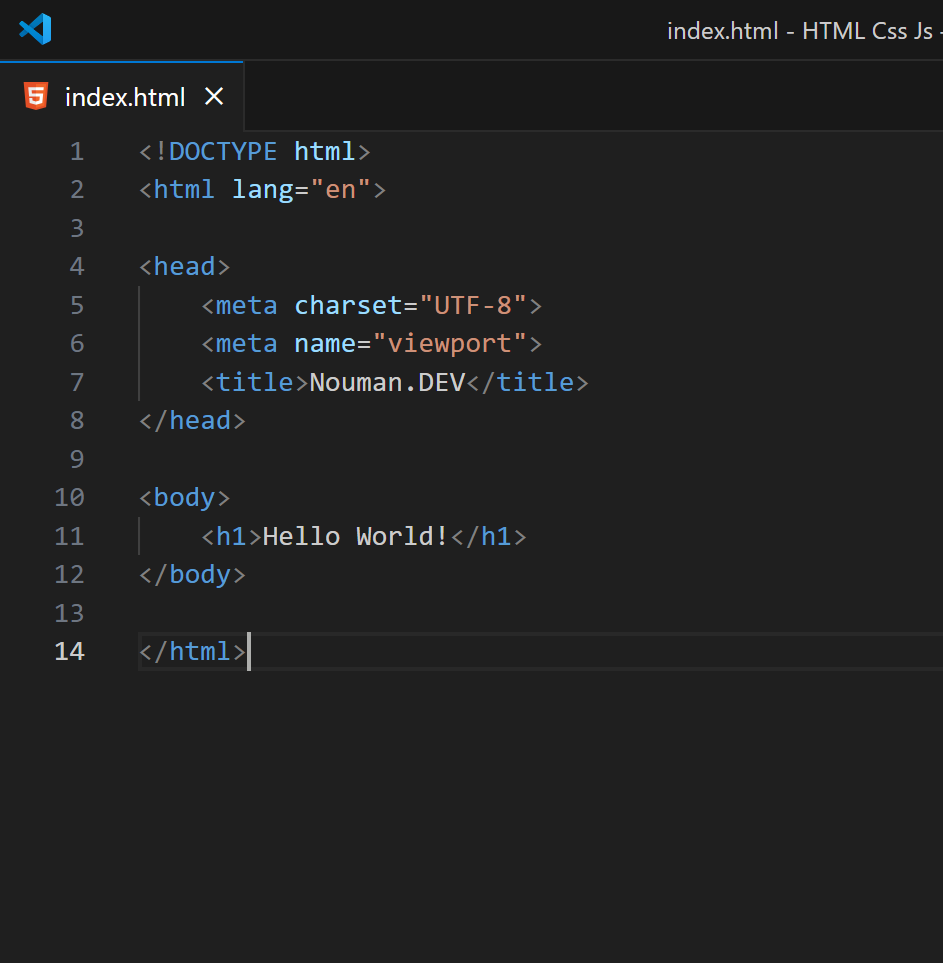 index.html - HTML Css Js -
index.html
1 <!DOCTYPE html>
2 <html lang="en">
3
4 <head>
5     <meta charset="UTF-8">
6     <meta name="viewport">
7     <title>Nouman.DEV</title>
8 </head>
9
10 <body>
11     <h1>Hello World!</h1>
12 </body>
13
14 </html>